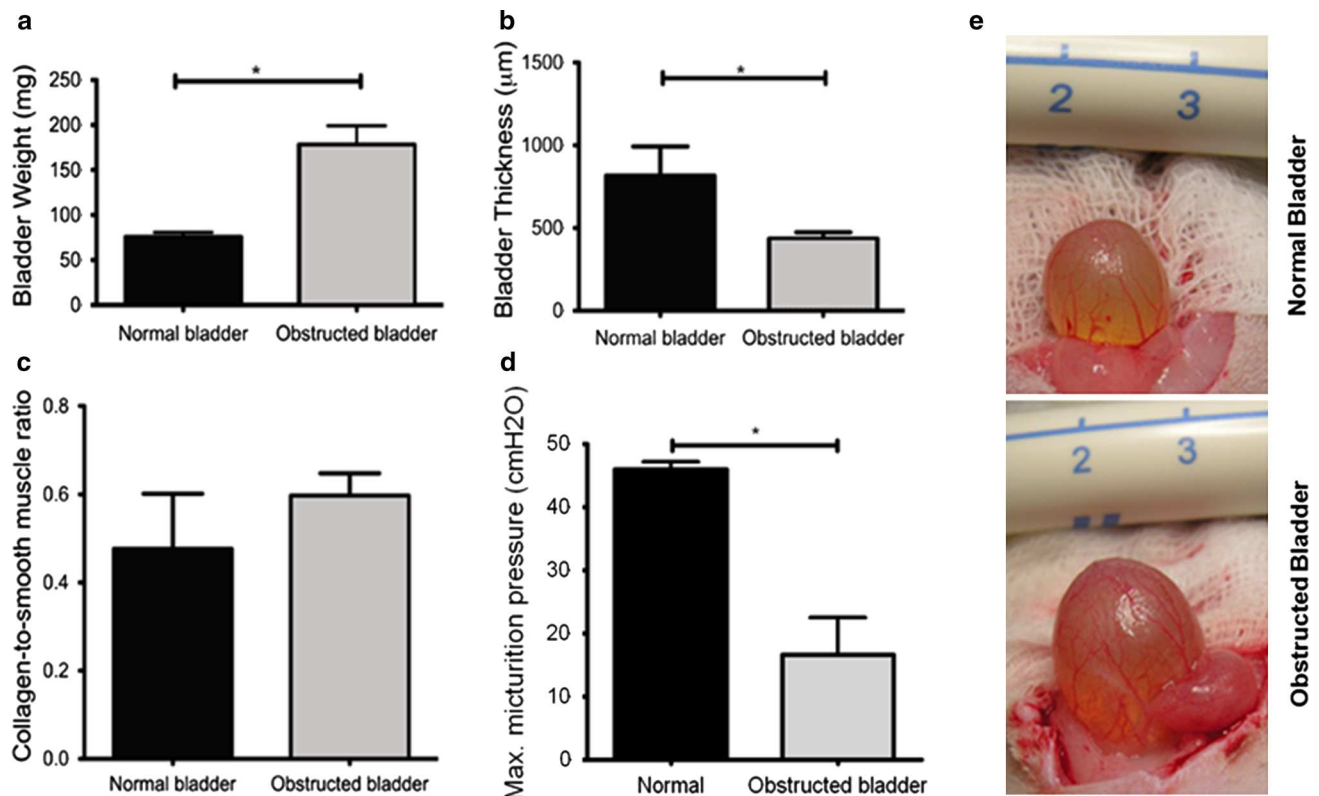 a
Bladder Weight (mg)
250
200
150
100
50
0
*
Normal bladder
Obstructed bladder
b
Bladder Thickness (μm)
1500
1000
500
0
*
Normal bladder
Obstructed bladder
c
Collagen-to-smooth muscle ratio
0.8
0.6
0.4
0.2
0.0
Normal bladder
Obstructed bladder
d
Max. micturition pressure (cmH2O)
50
40
30
20
10
0
*
Normal
Obstructed bladder
e
2 3
Normal Bladder
2 3
Obstructed Bladder